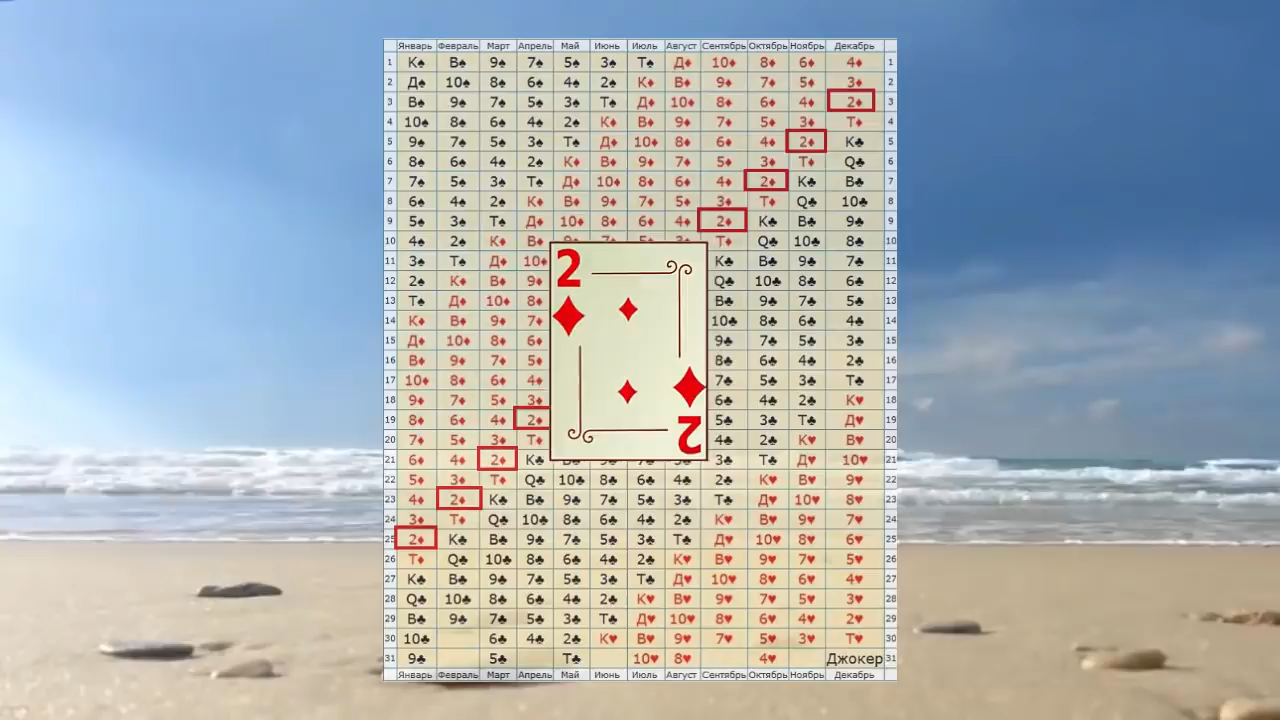 Январь Февраль Март Апрель Май Июнь Июль Август Сентябрь Октябрь Ноябрь Декабрь
1 К♠ В♠ 9♠ 7♠ 5♠ 3♠ Т♠ Д♦ 10♦ 8♦ 6♦ 4♦ 1
2 Д♠ 10♠ 8♠ 6♠ 4♠ 2♠ К♦ В♦ 9♦ 7♦ 5♦ 3♦ 2
3 В♠ 9♠ 7♠ 5♠ 3♠ Т♠ Д♦ 10♦ 8♦ 6♦ 4♦ 2♦ 3
4 10♠ 8♠ 6♠ 4♠ 2♠ К♦ В♦ 9♦ 7♦ 5♦ 3♦ Т♦ 4
5 9♠ 7♠ 5♠ 3♠ Т♠ Д♦ 10♦ 8♦ 6♦ 4♦ 2♦ К♣ 5
6 8♠ 6♠ 4♠ 2♠ К♦ В♦ 9♦ 7♦ 5♦ 3♦ Т♦ Q♣ 6
7 7♠ 5♠ 3♠ Т♠ Д♦ 10♦ 8♦ 6♦ 4♦ 2♦ К♣ В♣ 7
8 6♠ 4♠ 2♠ К♦ В♦ 9♦ 7♦ 5♦ 3♦ Т♦ Q♣ 10♣ 8
9 5♠ 3♠ Т♠ Д♦ 10♦ 8♦ 6♦ 4♦ 2♦ К♣ В♣ 9♣ 9
10 4♠ 2♠ К♦ В♦ Т♦ Q♣ 10♣ 8♣ 10
11 3♠ Т♠ Д♦ 10♦ К♣ В♣ 9♣ 7♣ 11
12 2♠ К♦ В♦ 9♦ Q♣ 10♣ 8♣ 6♣ 12
13 Т♠ Д♦ 10♦ 8♦ В♣ 9♣ 7♣ 5♣ 13
14 К♦ В♦ 9♦ 7♦ 10♣ 8♣ 6♣ 4♣ 14
15 Д♦ 10♦ 8♦ 6♦ 9♣ 7♣ 5♣ 3♣ 15
16 В♦ 9♦ 7♦ 5♦ 8♣ 6♣ 4♣ 2♣ 16
17 10♦ 8♦ 6♦ 4♦ 7♣ 5♣ 3♣ Т♣ 17
18 9♦ 7♦ 5♦ 3♦ 6♣ 4♣ 2♣ К♥ 18
19 8♦ 6♦ 4♦ 2♦ 5♣ 3♣ Т♣ Д♥ 19
20 7♦ 5♦ 3♦ Т♦ 4♣ 2♣ К♥ В♥ 20
21 6♦ 4♦ 2♦ К♣ 3♣ Т♣ Д♥ 10♥ 21
22 5♦ 3♦ Т♦ Q♣ 10♣ 8♣ 6♣ 4♣ 2♣ К♥ В♥ 9♥ 22
23 4♦ 2♦ К♣ В♣ 9♣ 7♣ 5♣ 3♣ Т♣ Д♥ 10♥ 8♥ 23
24 3♦ Т♦ Q♣ 10♣ 8♣ 6♣ 4♣ 2♣ К♥ В♥ 9♥ 7♥ 24
25 2♦ К♣ В♣ 9♣ 7♣ 5♣ 3♣ Т♣ Д♥ 10♥ 8♥ 6♥ 25
26 Т♦ Q♣ 10♣ 8♣ 6♣ 4♣ 2♣ К♥ В♥ 9♥ 7♥ 5♥ 26
27 К♣ В♣ 9♣ 7♣ 5♣ 3♣ Т♣ Д♥ 10♥ 8♥ 6♥ 4♥ 27
28 Q♣ 10♣ 8♣ 6♣ 4♣ 2♣ К♥ В♥ 9♥ 7♥ 5♥ 3♥ 28
29 В♣ 9♣ 7♣ 5♣ 3♣ Т♣ Д♥ 10♥ 8♥ 6♥ 4♥ 2♥ 29
30 10♣ 6♣ 4♣ 2♣ К♥ В♥ 9♥ 7♥ 5♥ 3♥ Т♥ 30
31 9♣ 5♣ Т♣ 10♥ 8♥ 4♥ Джокер 31
Январь Февраль Март Апрель Май Июнь Июль Август Сентябрь Октябрь Ноябрь Декабрь
2
♦
♦
2